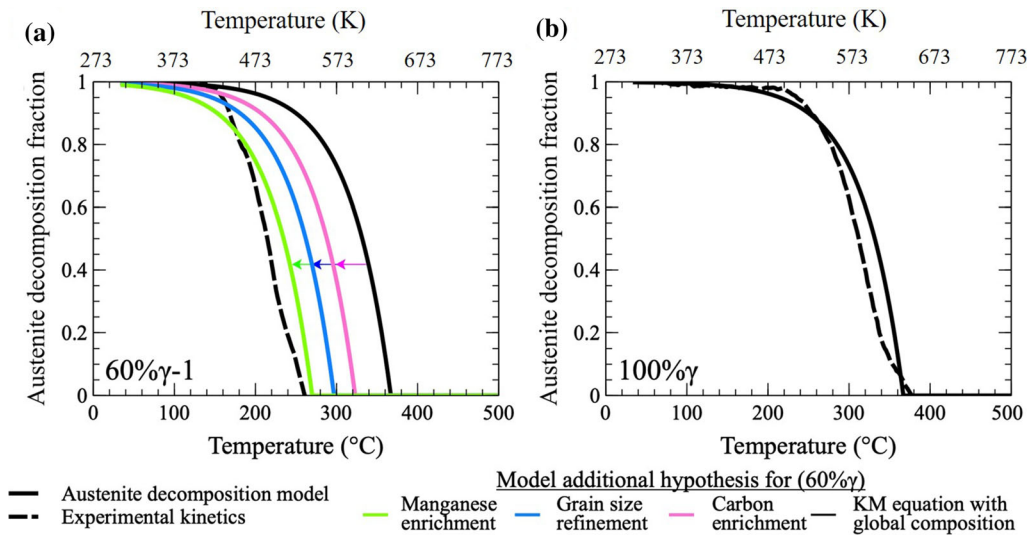 (a)
Temperature (K)
273 373 473 573 673 773
Austenite decomposition fraction
1
0.8
0.6
0.4
0.2
0
60%γ-1
0 100 200 300 400 500
Temperature (°C)
(b)
Temperature (K)
273 373 473 573 673 773
Austenite decomposition fraction
1
0.8
0.6
0.4
0.2
0
100%γ
0 100 200 300 400 500
Temperature (°C)
Austenite decomposition model
Experimental kinetics
Model additional hypothesis for (60%γ)
Manganese
enrichment
Grain size
refinement
Carbon
enrichment
KM equation with
global composition